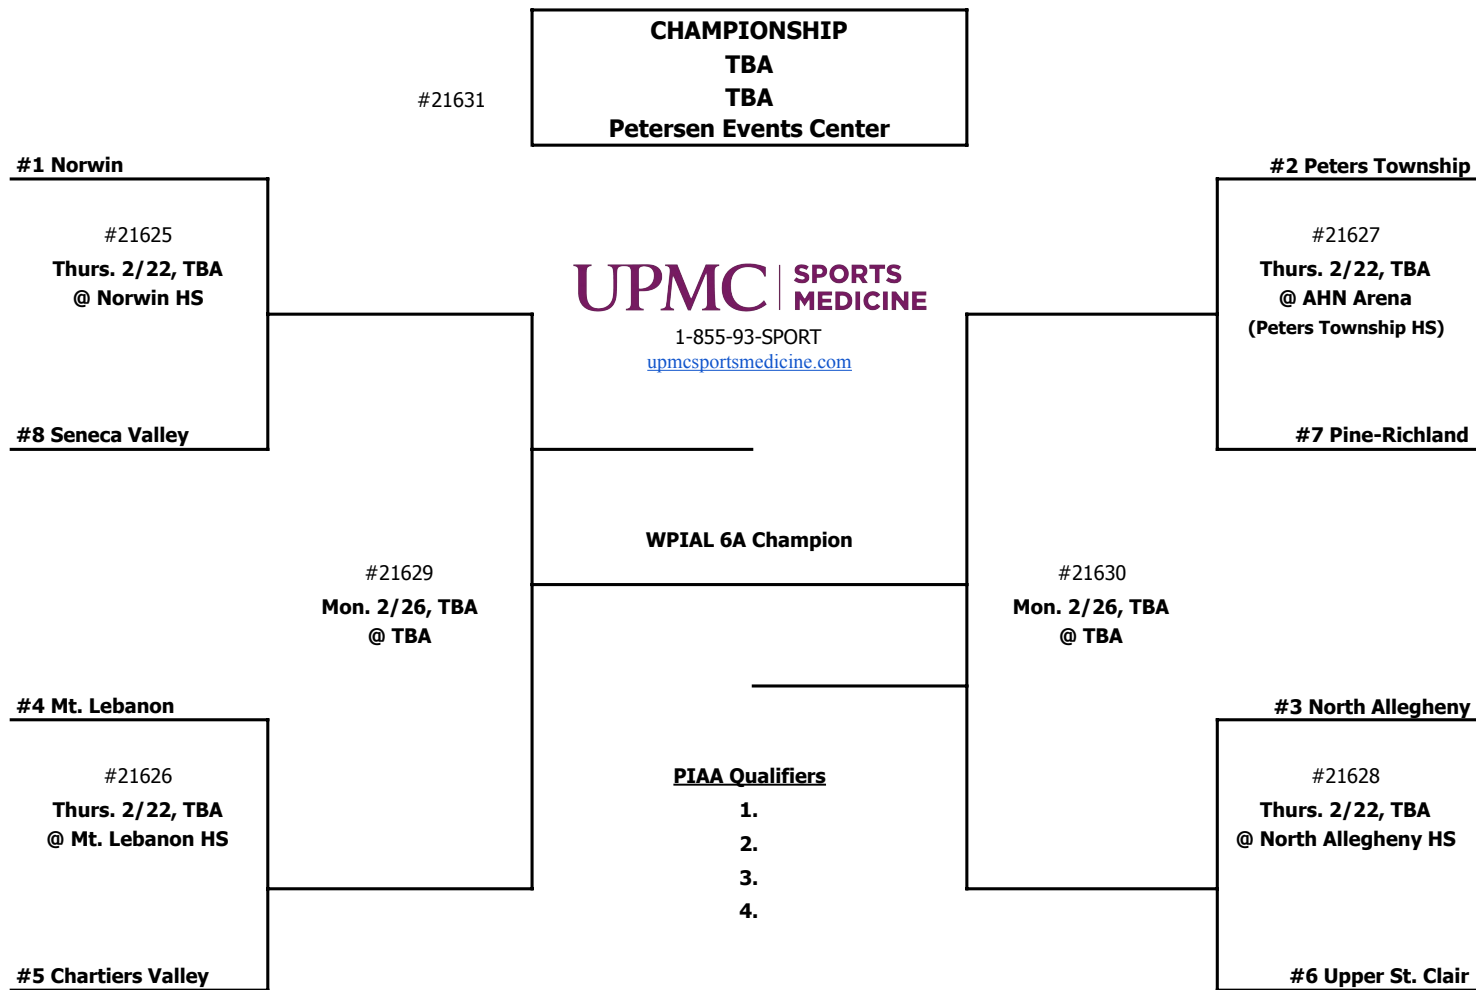 CHAMPIONSHIP
TBA
#21631
TBA
Petersen Events Center
#1 Norwin
#21625
Thurs. 2/22, TBA
@ Norwin HS
#8 Seneca Valley
#21629
Mon. 2/26, TBA
@ TBA
#4 Mt. Lebanon
#21626
Thurs. 2/22, TBA
@ Mt. Lebanon HS
#5 Chartiers Valley
UPMC SPORTS
MEDICINE
1-855-93-SPORT
upmcsportsmedicine.com
WPIAL 6A Champion
PIAA Qualifiers
1.
2.
3.
4.
#2 Peters Township
#21627
Thurs. 2/22, TBA
@ AHN Arena
(Peters Township HS)
#7 Pine-Richland
#21630
Mon. 2/26, TBA
@ TBA
#3 North Allegheny
#21628
Thurs. 2/22, TBA
@ North Allegheny HS
#6 Upper St. Clair